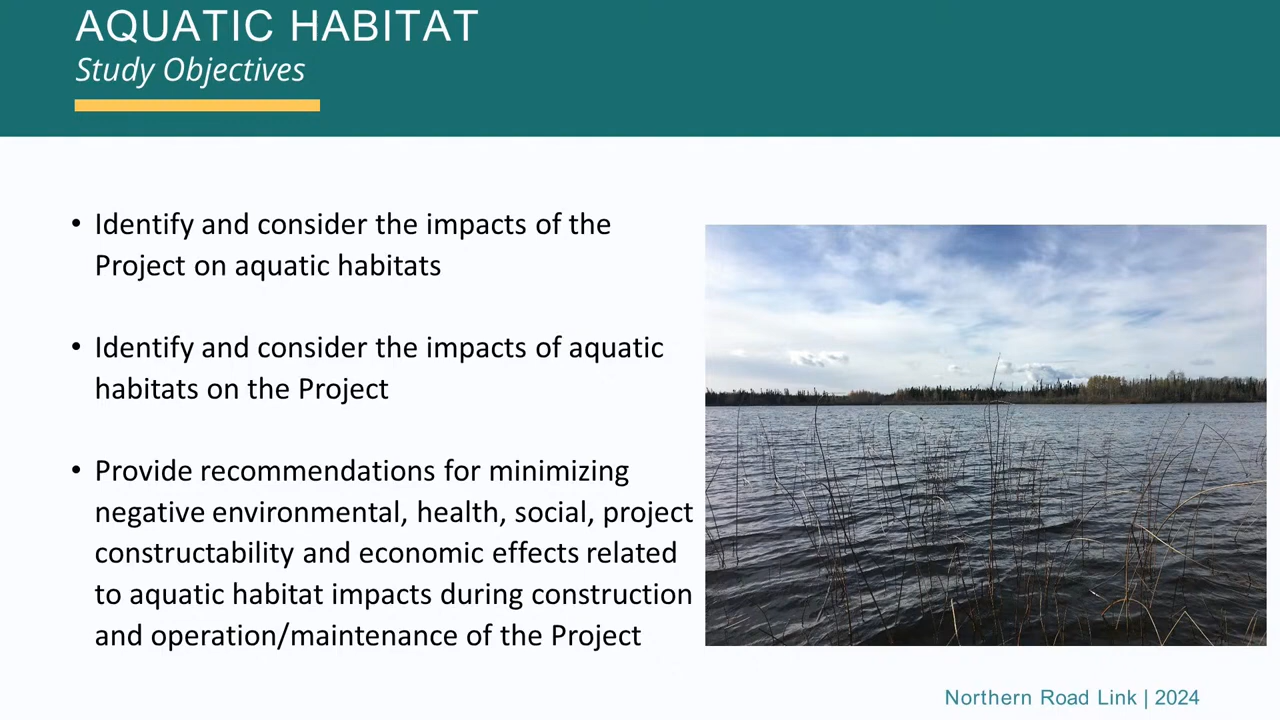 AQUATIC HABITAT
Study Objectives
• Identify and consider the impacts of the
Project on aquatic habitats
• Identify and consider the impacts of aquatic
habitats on the Project
• Provide recommendations for minimizing
negative environmental, health, social, project
constructability and economic effects related
to aquatic habitat impacts during construction
and operation/maintenance of the Project
Northern Road Link | 2024